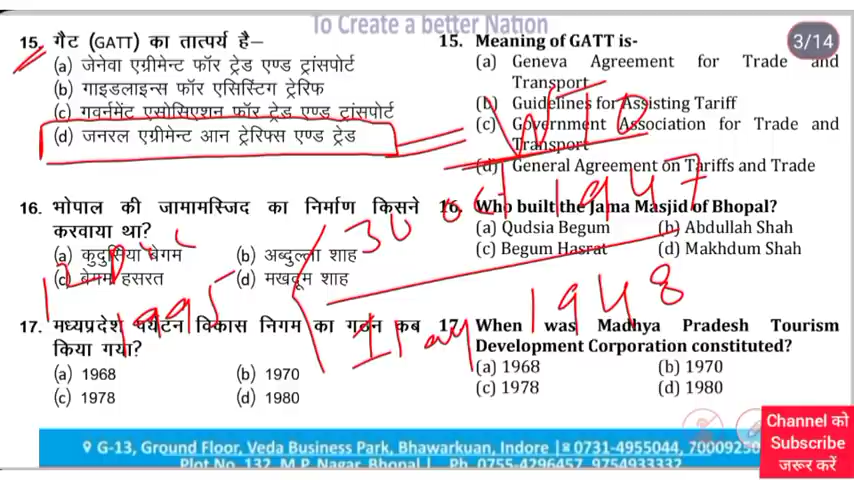 To Create a better Nation
3/14
15. गैट (GATT) का तात्पर्य है–
(a) जेनेवा एग्रीमेन्ट फॉर ट्रेड एण्ड ट्रांसपोर्ट
(b) गाइडलाइन्स फॉर एसिस्टिंग ट्रेरिफ
(c) गवर्नमेंट एसोसिएशन फॉर ट्रेड एण्ड ट्रांसपोर्ट
(d) जनरल एग्रीमेन्ट आन ट्रेरिफ्स एण्ड ट्रेड
16. भोपाल की जामामस्जिद का निर्माण किसने
करवाया था?
(a) कुदुसिया बेगम (b) अब्दुल्ला शाह
(c) बेगम हसरत (d) मखदूम शाह
17. मध्यप्रदेश पर्यटन विकास निगम का गठन कब
किया गया?
(a) 1968 (b) 1970
(c) 1978 (d) 1980
15. Meaning of GATT is-
(a) Geneva Agreement for Trade and
Transport
(b) Guidelines for Assisting Tariff
(c) Government Association for Trade and
Transport
(d) General Agreement on Tariffs and Trade
16. Who built the Jama Masjid of Bhopal?
(a) Qudsia Begum (b) Abdullah Shah
(c) Begum Hasrat (d) Makhdum Shah
17. When was Madhya Pradesh Tourism
Development Corporation constituted?
(a) 1968 (b) 1970
(c) 1978 (d) 1980
WTO
30 oct 1947
1948
1995
G-13, Ground Floor, Veda Business Park, Bhawarkuan, Indore | 0731-4955044, 70009250
Plot No. 132, M.P. Nagar, Bhopal | Ph. 0755-4296457, 9754933332
Channel को
Subscribe
जरूर करें